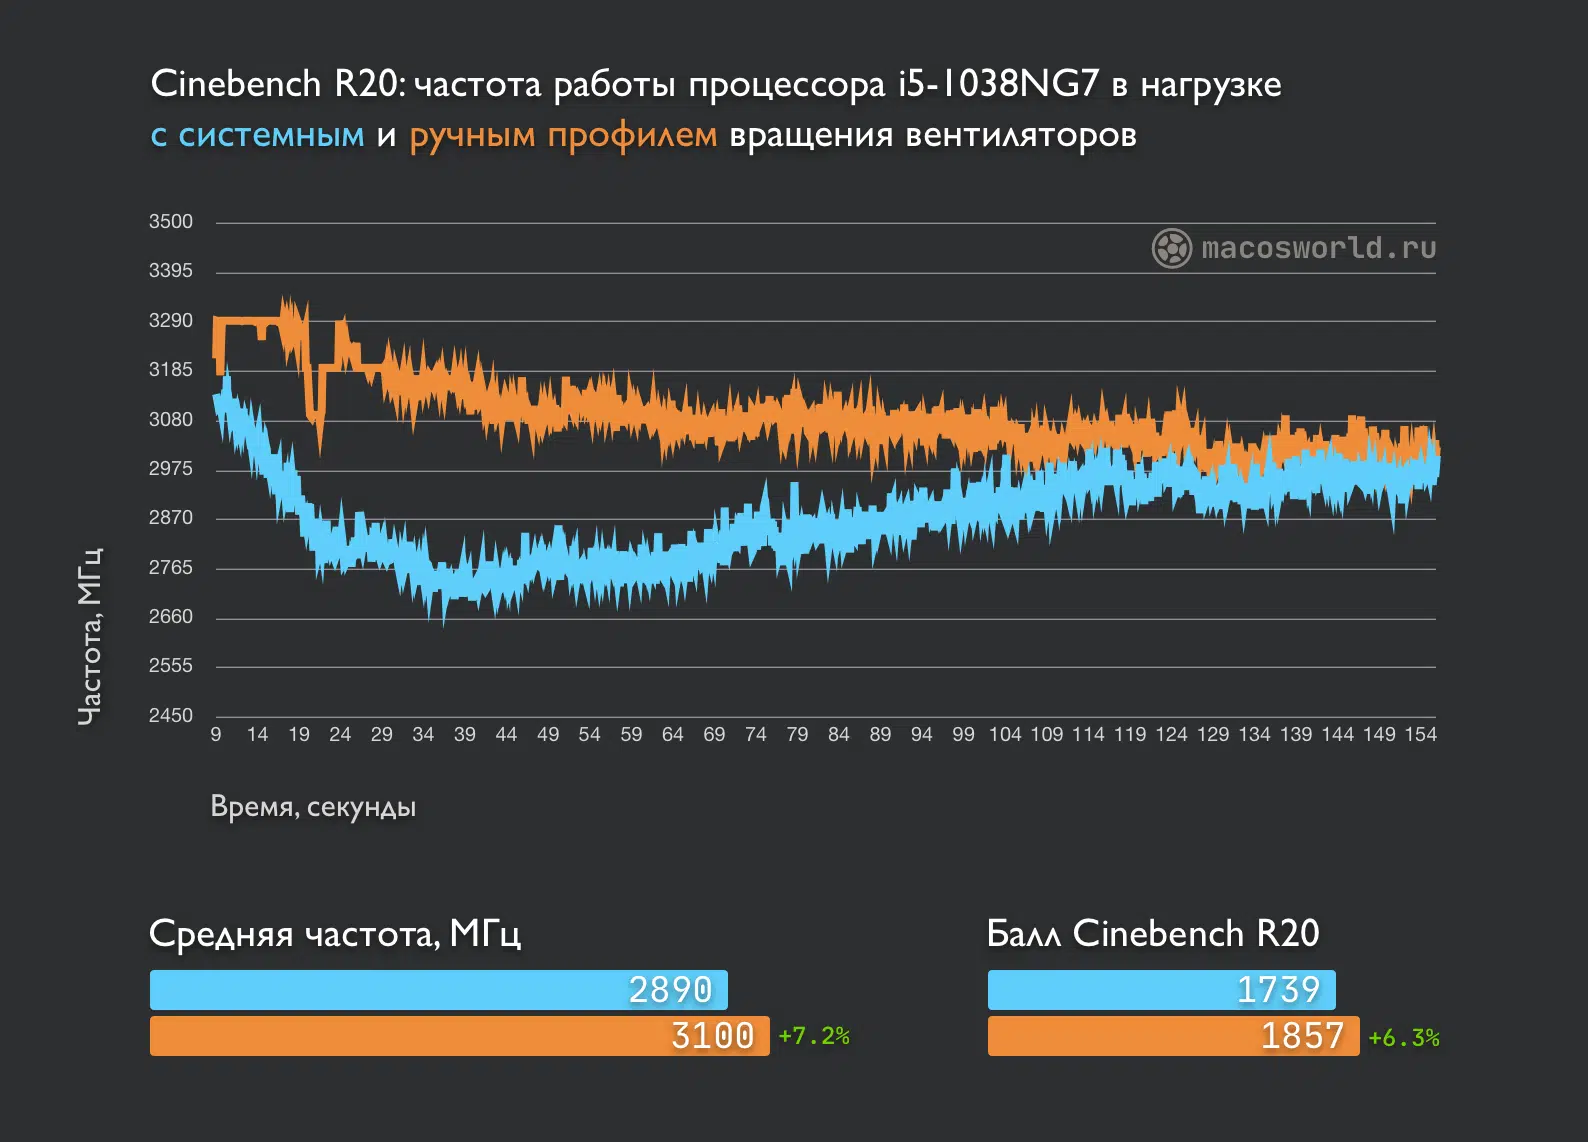 Cinebench R20: частота работы процессора i5-1038NG7 в нагрузке
с системным и ручным профилем вращения вентиляторов
macosworld.ru
3500
3395
3290
3185
3080
2975
2870
2765
2660
2555
2450
Частота, МГц
9 14 19 24 29 34 39 44 49 54 59 64 69 74 79 84 89 94 99 104 109 114 119 124 129 134 139 144 149 154
Время, секунды
Средняя частота, МГц
2890
3100 +7.2%
Балл Cinebench R20
1739
1857 +6.3%